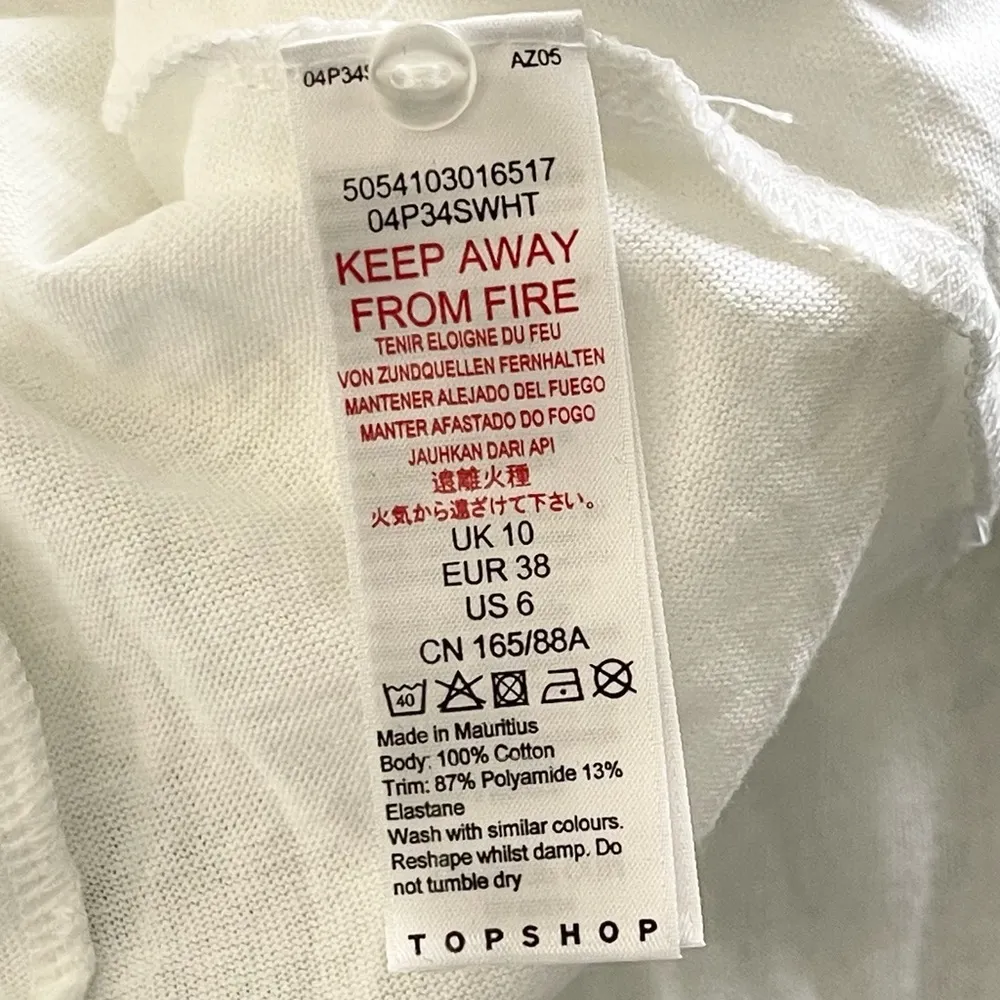 04P34S AZ05
5054103016517
04P34SWHT
KEEP AWAY
FROM FIRE
TENIR ELOIGNE DU FEU
VON ZUNDQUELLEN FERNHALTEN
MANTENER ALEJADO DEL FUEGO
MANTER AFASTADO DO FOGO
JAUHKAN DARI API
遠離火種
火気から遠ざけて下さい。
UK 10
EUR 38
US 6
CN 165/88A
40
Made in Mauritius
Body: 100% Cotton
Trim: 87% Polyamide 13%
Elastane
Wash with similar colours.
Reshape whilst damp. Do
not tumble dry
TOPSHOP